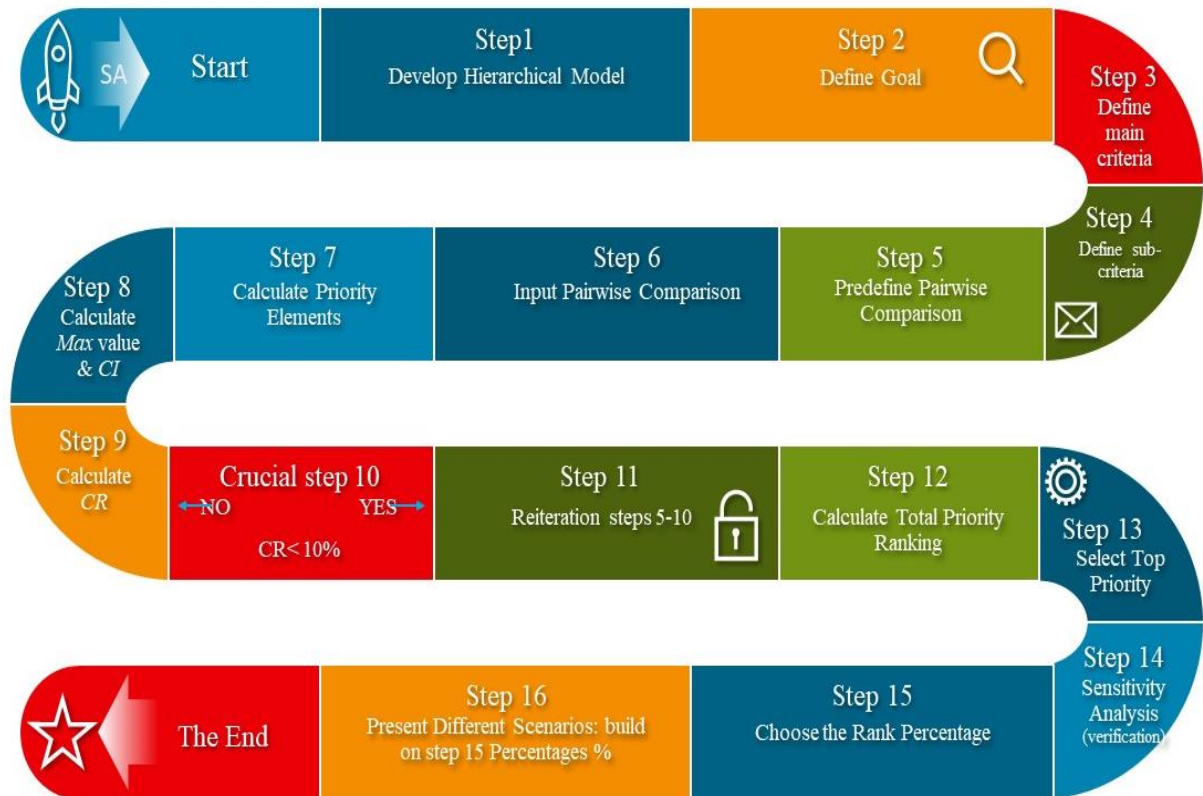 SA
Start
Step1
Develop Hierarchical Model
Step 2
Define Goal
Step 3
Define
main
criteria
Step 4
Define sub-
criteria
Step 5
Predefine Pairwise
Comparison
Step 6
Input Pairwise Comparison
Step 7
Calculate Priority
Elements
Step 8
Calculate
Max value
& CI
Step 9
Calculate
CR
Crucial step 10
NO YES
CR< 10%
Step 11
Reiteration steps 5-10
Step 12
Calculate Total Priority
Ranking
Step 13
Select Top
Priority
Step 14
Sensitivity
Analysis
(verification)
Step 15
Choose the Rank Percentage
Step 16
Present Different Scenarios: build
on step 15 Percentages %
The End